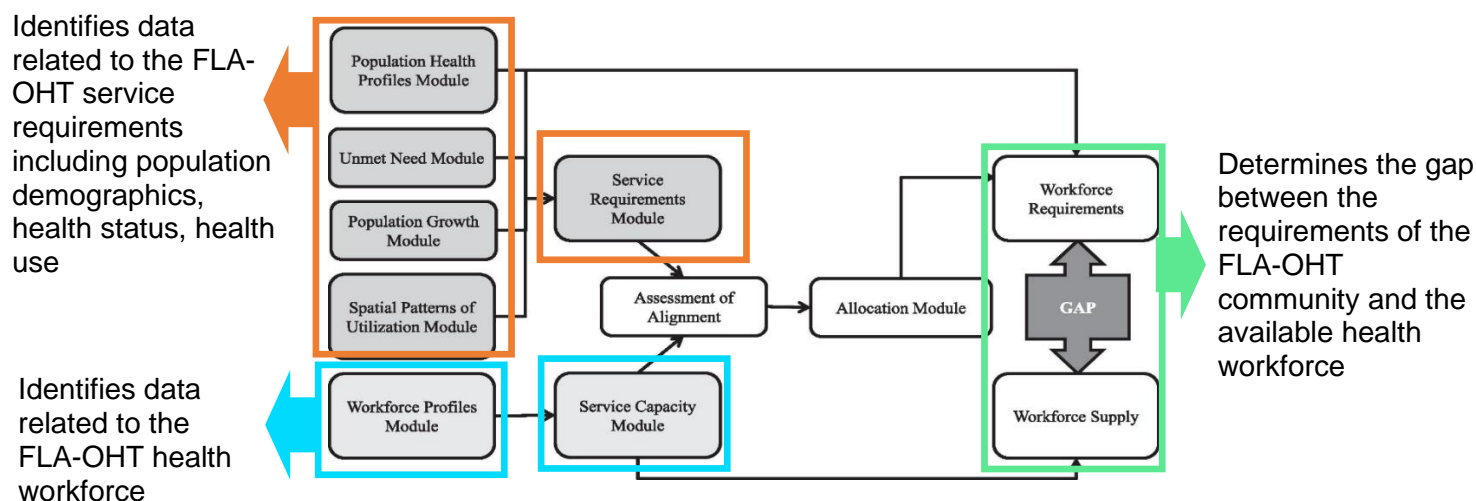 Identifies data
related to the FLA-
OHT service
requirements
including population
demographics,
health status, health
use
Population Health
Profiles Module
Unmet Need Module
Population Growth
Module
Spatial Patterns of
Utilization Module
Service
Requirements
Module
Assessment of
Alignment
Allocation Module
Workforce
Requirements
GAP
Workforce Supply
Determines the gap
between the
requirements of the
FLA-OHT
community and the
available health
workforce
Identifies data
related to the
FLA-OHT health
workforce
Workforce Profiles
Module
Service Capacity
Module